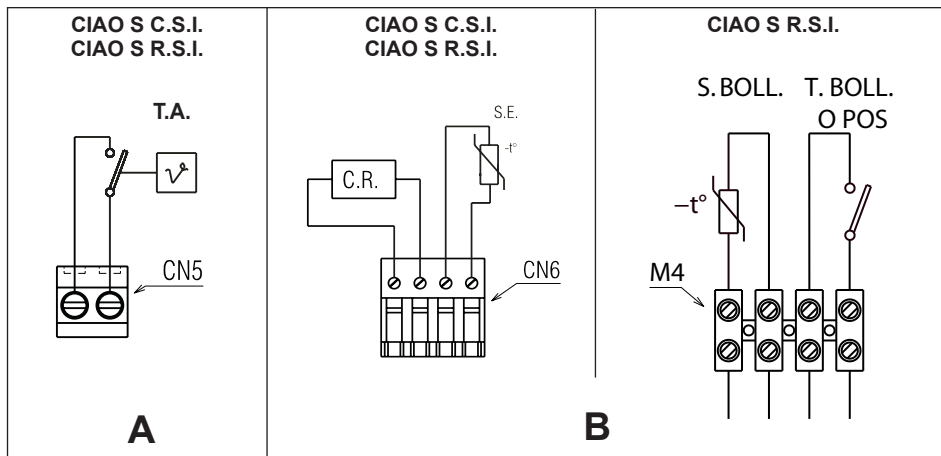 CIAO S C.S.I.
CIAO S R.S.I.
T.A.
CN5
A
CIAO S C.S.I.
CIAO S R.S.I.
S.E.
-t°
C.R.
CN6
CIAO S R.S.I.
S. BOLL.
T. BOLL.
O POS
–t°
M4
B